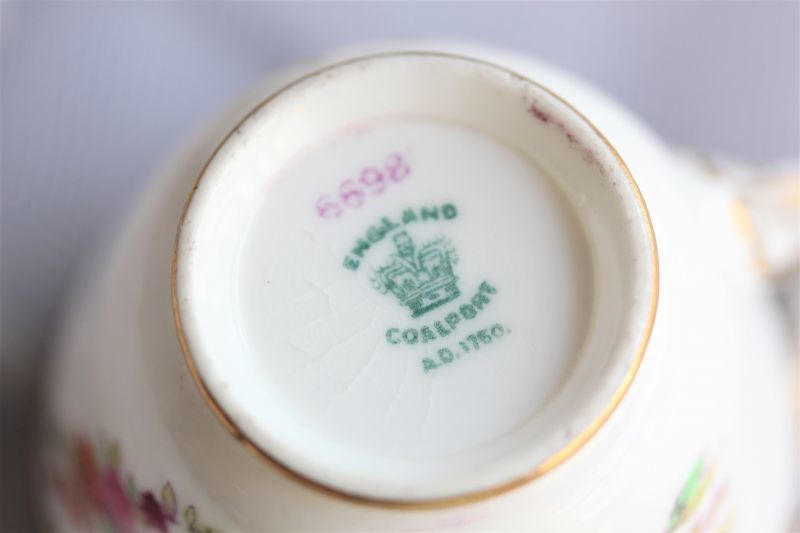 6698
ENGLAND
COALPORT
A.D. 1750.